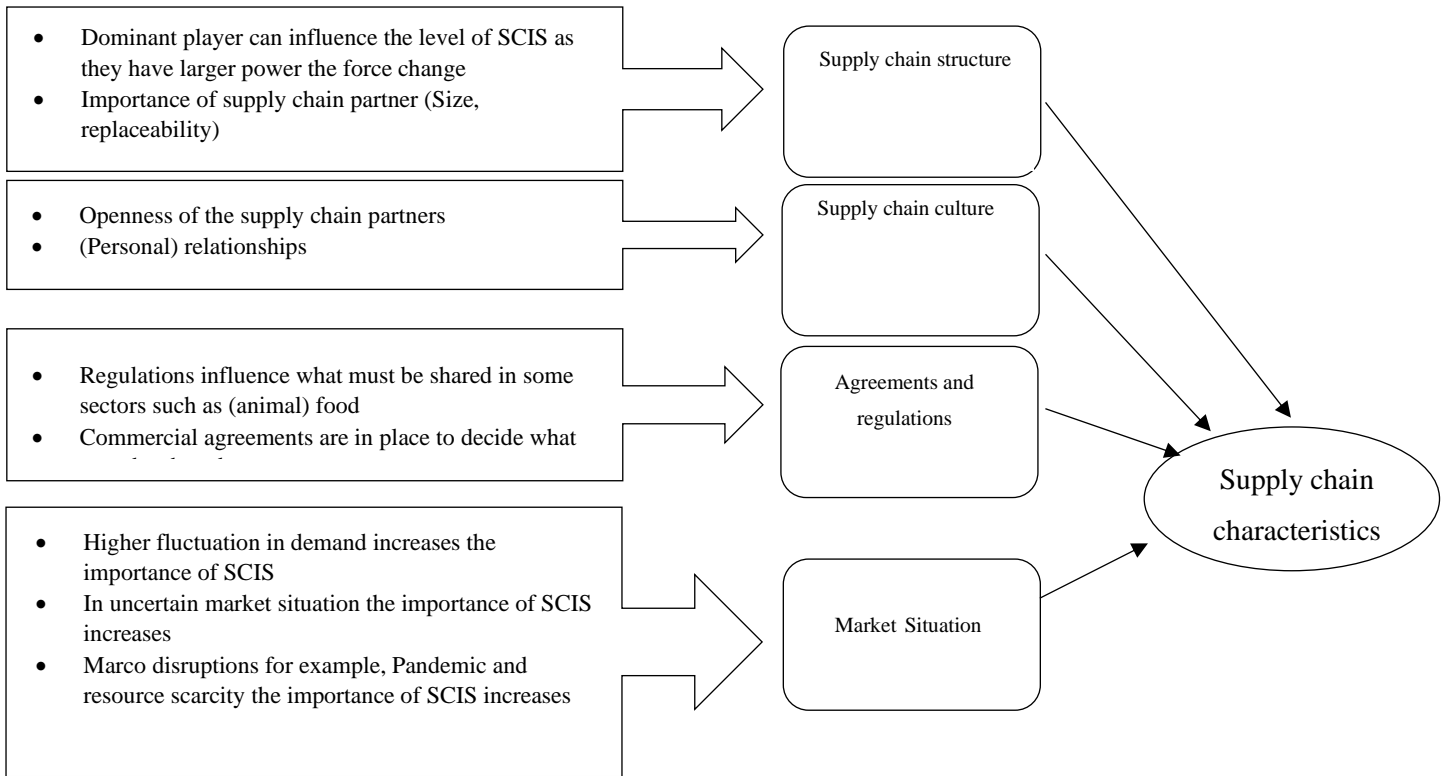 • Dominant player can influence the level of SCIS as
they have larger power the force change
• Importance of supply chain partner (Size,
replaceability)
Supply chain structure
• Openness of the supply chain partners
• (Personal) relationships
Supply chain culture
• Regulations influence what must be shared in some
sectors such as (animal) food
• Commercial agreements are in place to decide what
Agreements and
regulations
• Higher fluctuation in demand increases the
importance of SCIS
• In uncertain market situation the importance of SCIS
increases
• Marco disruptions for example, Pandemic and
resource scarcity the importance of SCIS increases
Market Situation
Supply chain
characteristics